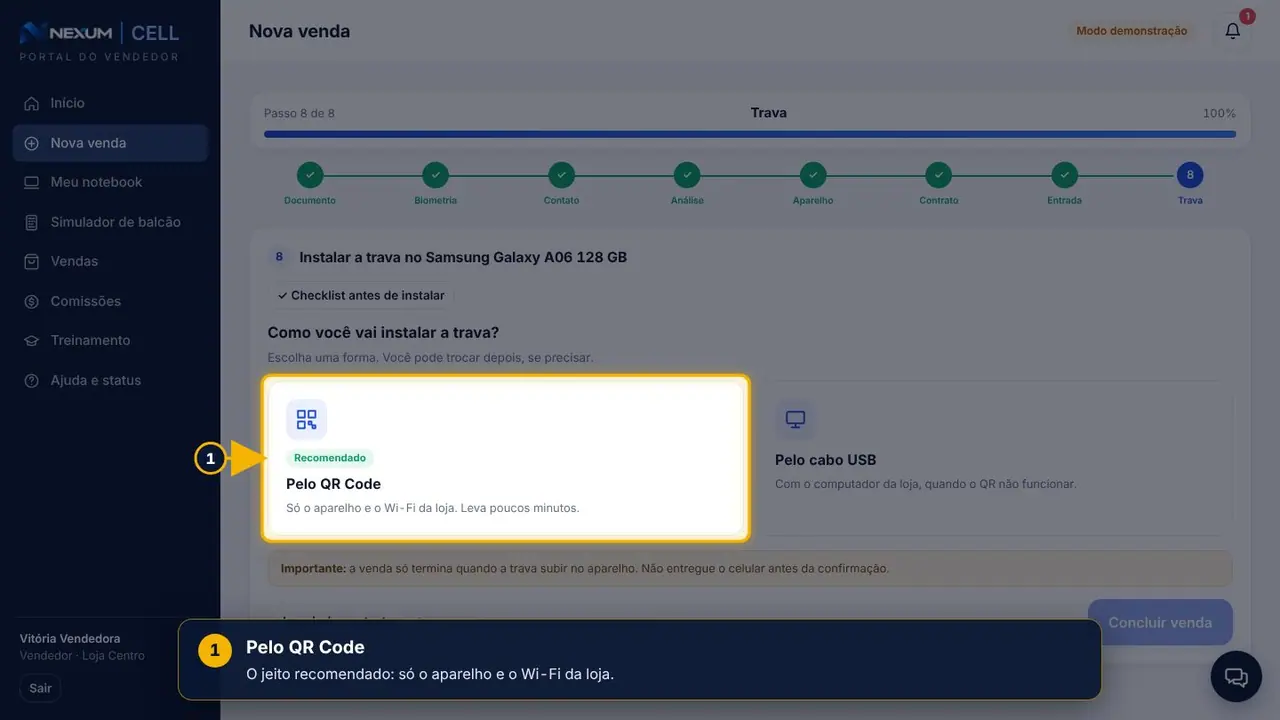 NEXUM | CELL
PORTAL DO VENDEDOR
Início
Nova venda
Meu notebook
Simulador de balcão
Vendas
Comissões
Treinamento
Ajuda e status
Vitória Vendedora
Vendedor · Loja Centro
Sair
Nova venda
Modo demonstração
1
Passo 8 de 8
Trava
100%
8
Documento
Biometria
Contato
Análise
Aparelho
Contrato
Entrada
Trava
8 Instalar a trava no Samsung Galaxy A06 128 GB
✓ Checklist antes de instalar
Como você vai instalar a trava?
Escolha uma forma. Você pode trocar depois, se precisar.
1
Recomendado
Pelo QR Code
Só o aparelho e o Wi-Fi da loja. Leva poucos minutos.
Pelo cabo USB
Com o computador da loja, quando o QR não funcionar.
Importante: a venda só termina quando a trava subir no aparelho. Não entregue o celular antes da confirmação.
Concluir venda
1 Pelo QR Code
O jeito recomendado: só o aparelho e o Wi-Fi da loja.